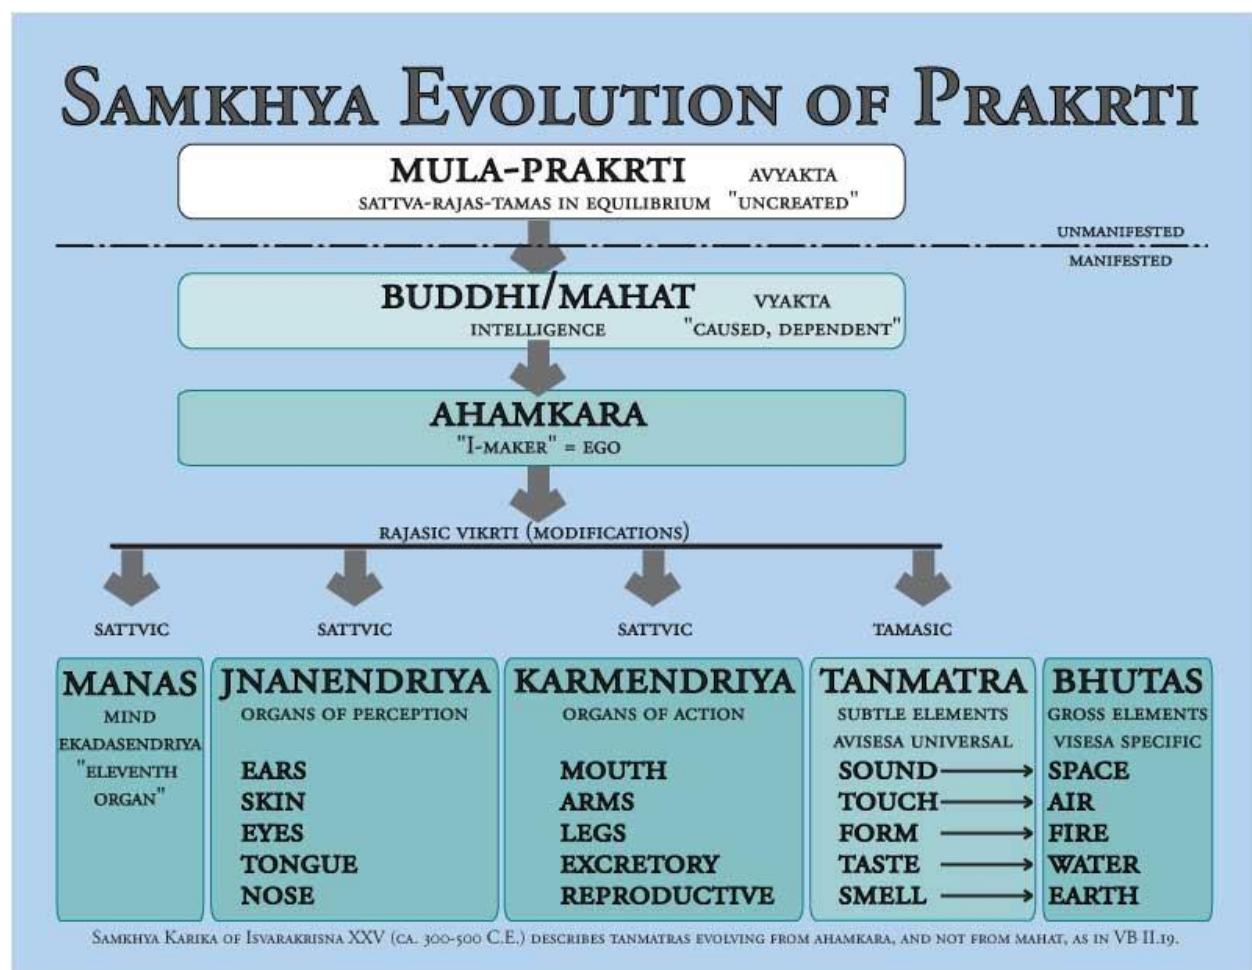 SAMKHYA EVOLUTION OF PRAKRTI
MULA-PRAKRTI AVYAKTA
SATTVA-RAJAS-TAMAS IN EQUILIBRIUM "UNCREATED"
UNMANIFESTED
MANIFESTED
BUDDHI/MAHAT VYAKTA
INTELLIGENCE "CAUSED, DEPENDENT"
AHAMKARA
"I-MAKER" = EGO
RAJASIC VIKRTI (MODIFICATIONS)
SATTVIC SATTVIC SATTVIC TAMASIC
MANAS
MIND
EKADASENDRIYA
"ELEVENTH
ORGAN"
JNANENDRIYA
ORGANS OF PERCEPTION
EARS
SKIN
EYES
TONGUE
NOSE
KARMENDRIYA
ORGANS OF ACTION
MOUTH
ARMS
LEGS
EXCRETORY
REPRODUCTIVE
TANMATRA
SUBTLE ELEMENTS
AVISESA UNIVERSAL
SOUND
TOUCH
FORM
TASTE
SMELL
BHUTAS
GROSS ELEMENTS
VISESA SPECIFIC
SPACE
AIR
FIRE
WATER
EARTH
SAMKHYA KARIKA OF ISVARAKRISNA XXV (CA. 300-500 C.E.) DESCRIBES TANMATRAS EVOLVING FROM AHAMKARA, AND NOT FROM MAHAT, AS IN VB II.19.